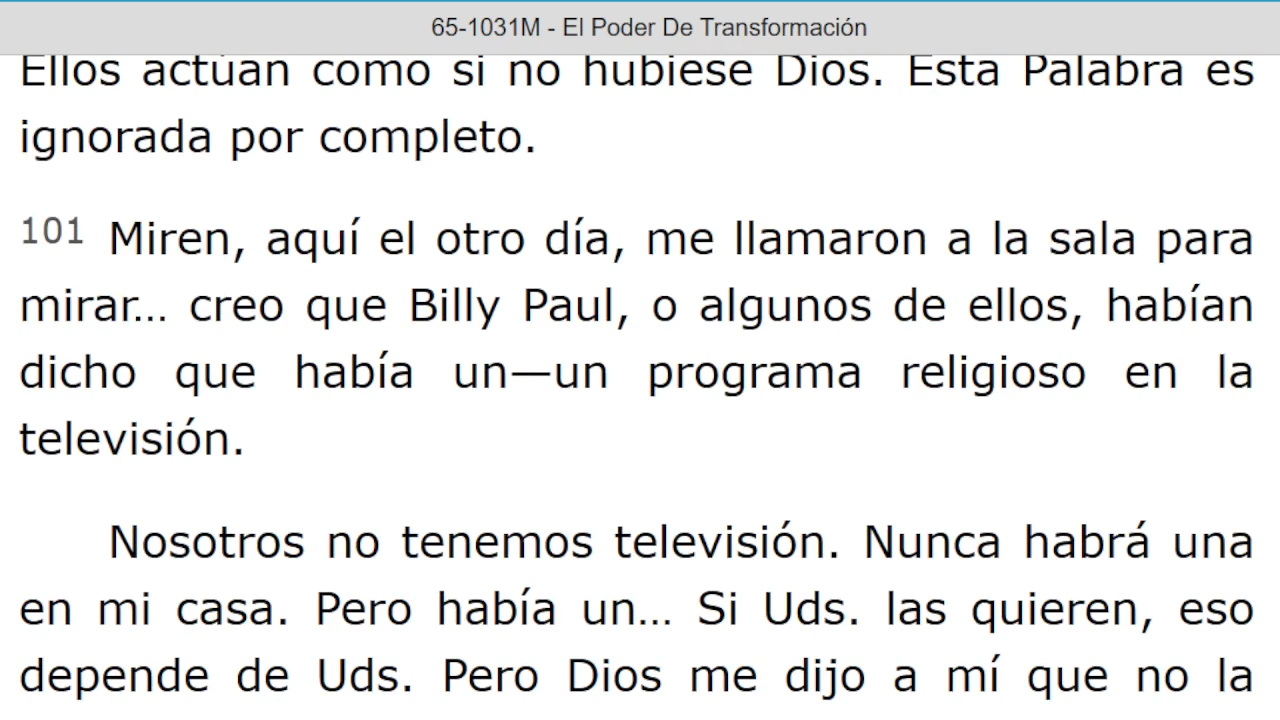 65-1031M - El Poder De Transformación
Ellos actúan como si no hubiese Dios. Esta Palabra es
ignorada por completo.
101 Miren, aquí el otro día, me llamaron a la sala para
mirar... creo que Billy Paul, o algunos de ellos, habían
dicho que había un—un programa religioso en la
televisión.
Nosotros no tenemos televisión. Nunca habrá una
en mi casa. Pero había un... Si Uds. las quieren, eso
depende de Uds. Pero Dios me dijo a mí que no la